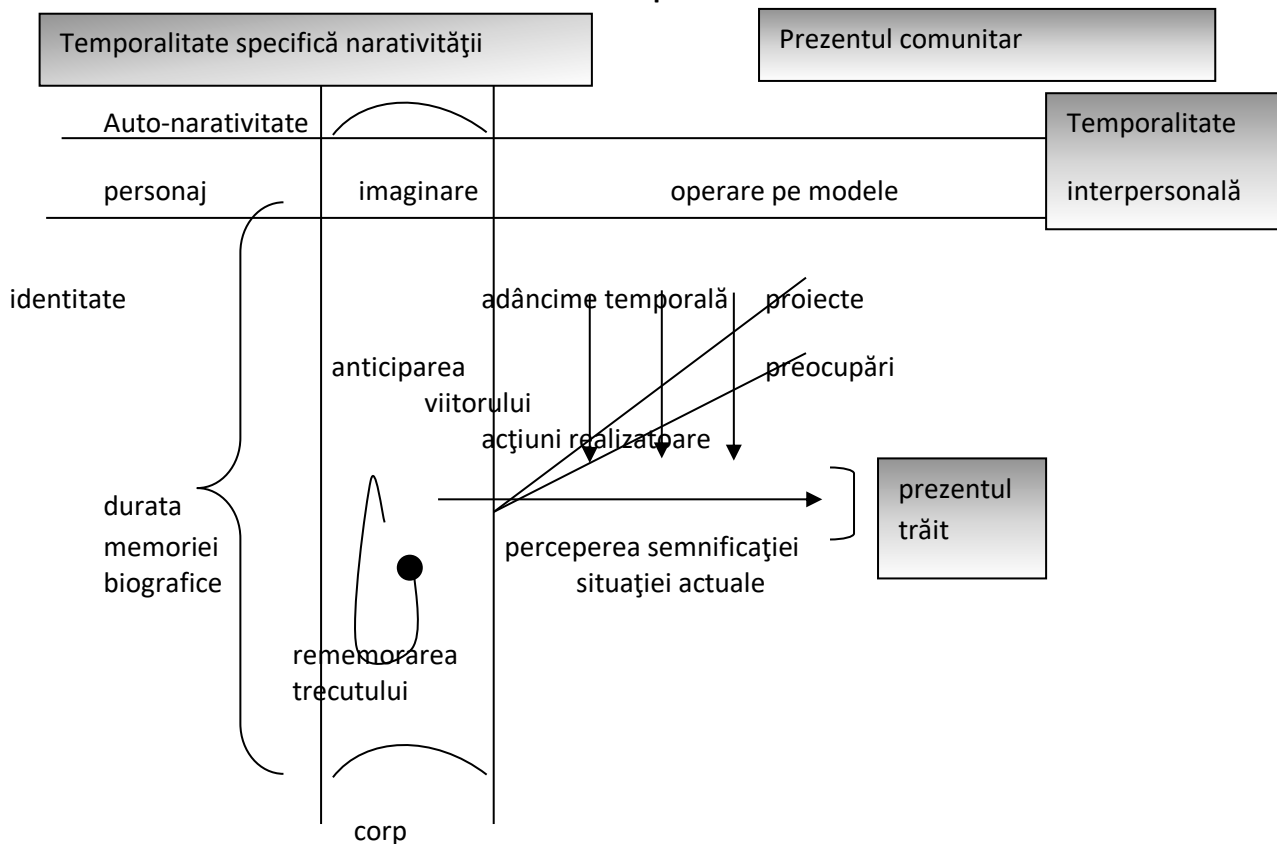 Temporalitate specifică narativităţii
Prezentul comunitar
Auto-narativitate
Temporalitate
interpersonală
personaj
imaginare
operare pe modele
identitate
adâncime temporală
proiecte
anticiparea
viitorului
preocupări
acţiuni realizatoare
durata
memoriei
biografice
prezentul
trăit
perceperea semnificaţiei
situaţiei actuale
rememorarea
trecutului
corp